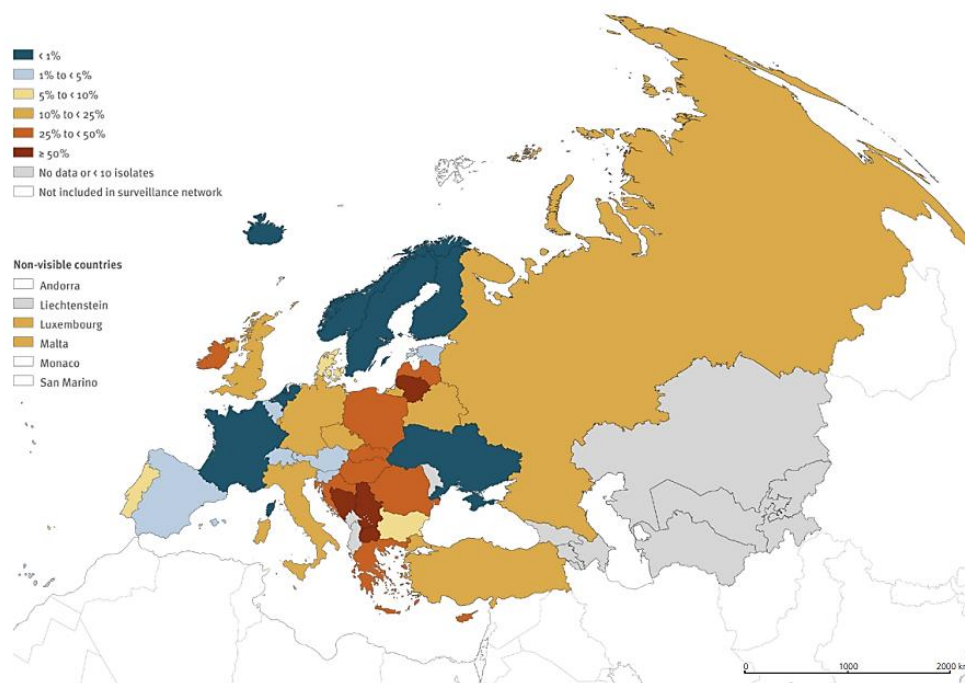 < 1%
1% to < 5%
5% to < 10%
10% to < 25%
25% to < 50%
≥ 50%
No data or < 10 isolates
Not included in surveillance network
Non-visible countries
Andorra
Liechtenstein
Luxembourg
Malta
Monaco
San Marino
0 1000 2000 km